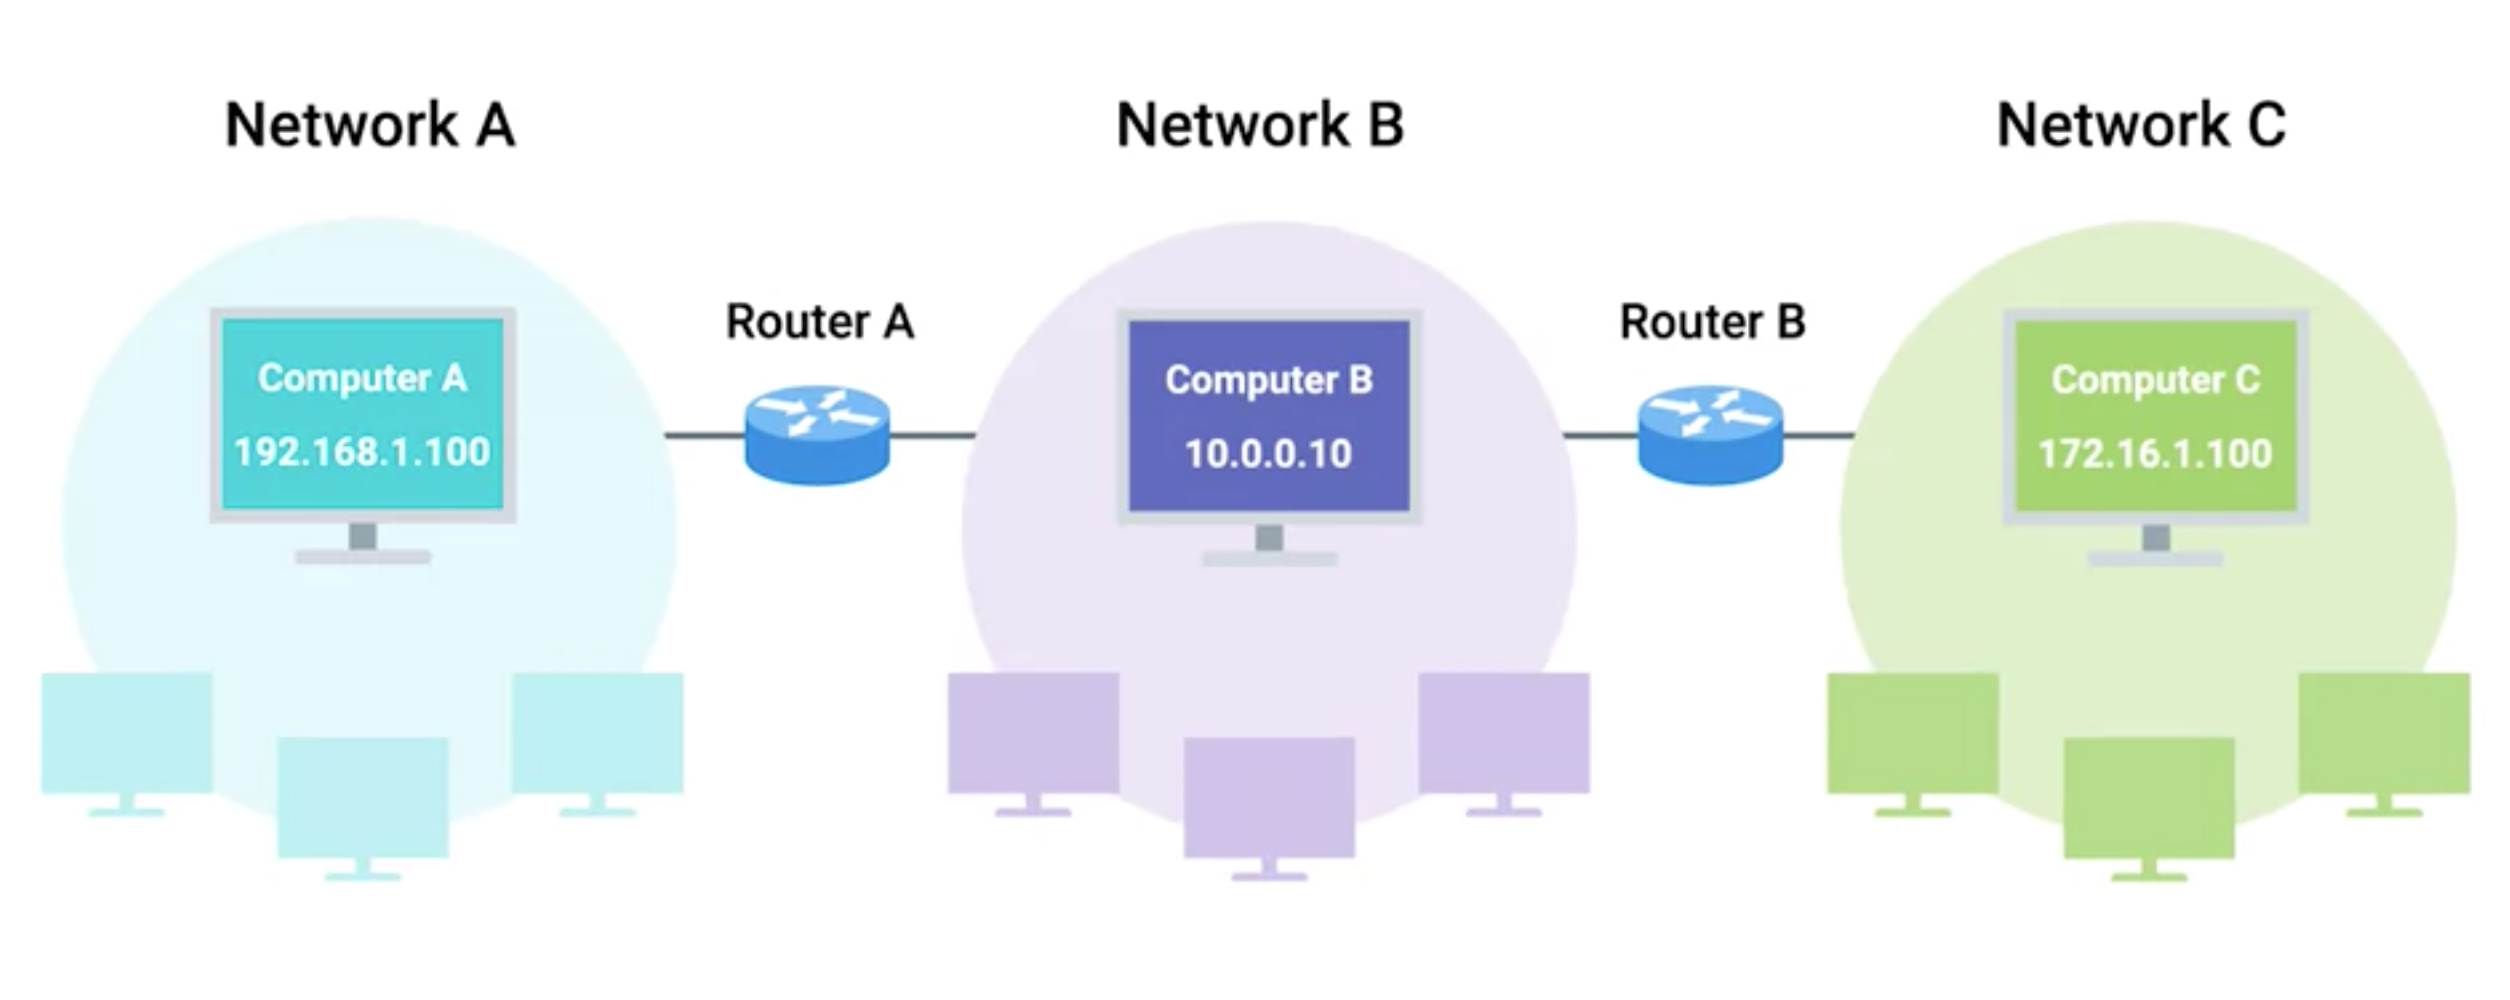 Network A
Network B
Network C
Router A
Router B
Computer A
192.168.1.100
Computer B
10.0.0.10
Computer C
172.16.1.100